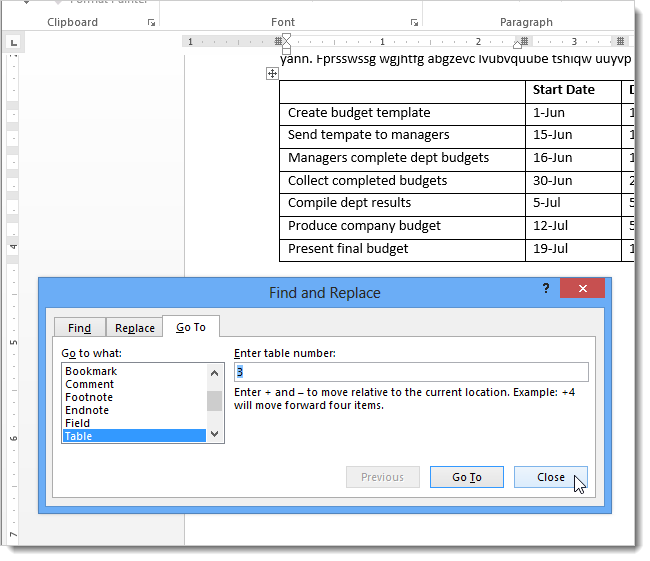 Format Painter
Clipboard Font Paragraph
L 1 1 2 3
yann. Fprsswssg wgjhtfg abgzevc lvubvquube tshiqw uuyvp
Start Date D
Create budget template 1-Jun 1
Send tempate to managers 15-Jun 1
Managers complete dept budgets 16-Jun 1
Collect completed budgets 30-Jun 2
Compile dept results 5-Jul 5
4
Produce company budget 12-Jul 5
Present final budget 19-Jul 1
Find and Replace ?
Find Replace Go To
5
Go to what: Enter table number:
Bookmark 3
Comment
Footnote Enter + and – to move relative to the current location. Example: +4
Endnote will move forward four items.
Field
Table
6
Previous Go To Close
7